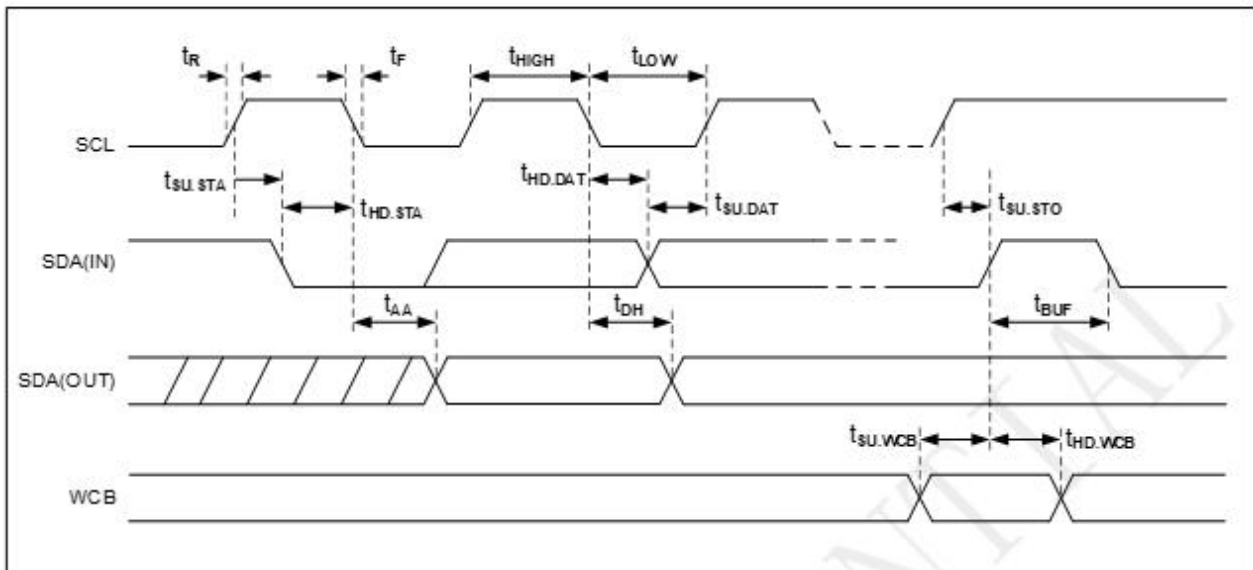 tR
tF
tHIGH
tLOW
SCL
tSU.STA
tHD.STA
tHD.DAT
tSU.DAT
tSU.STO
SDA(IN)
tAA
tDH
tBUF
SDA(OUT)
tSU.WCB
tHD.WCB
WCB
NTIAL